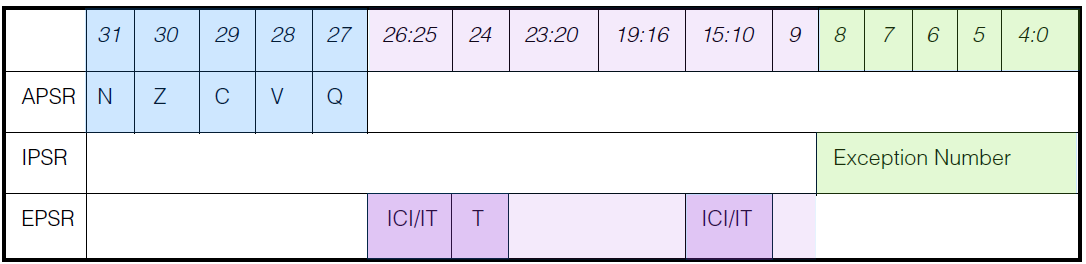 31 30 29 28 27 26:25 24 23:20 19:16 15:10 9 8 7 6 5 4:0
APSR N Z C V Q
IPSR Exception Number
EPSR ICI/IT T ICI/IT